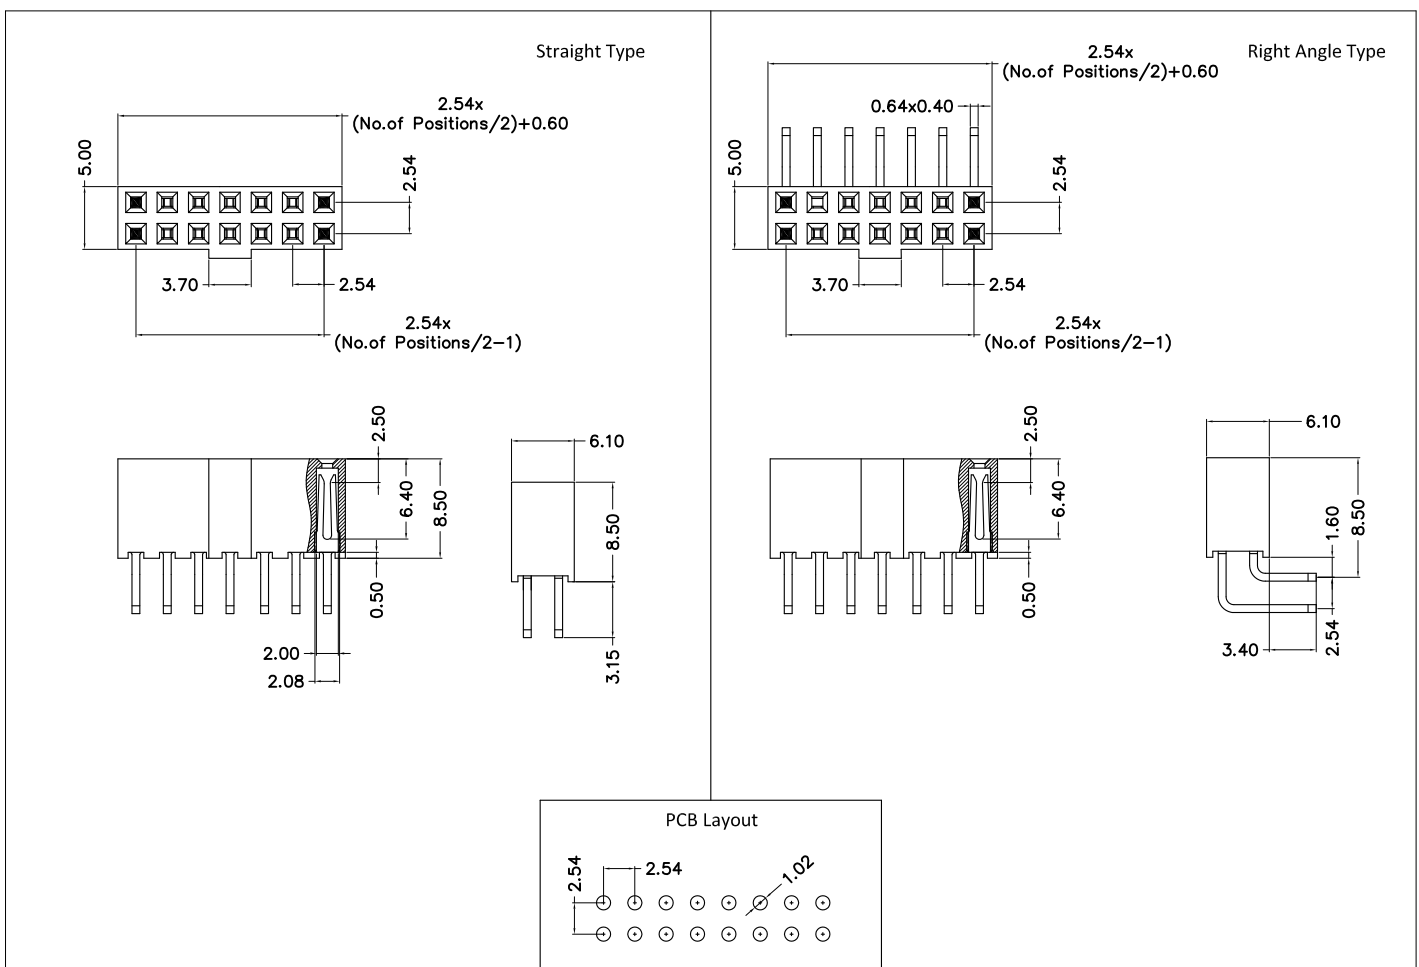 Straight Type
2.54x
(No.of Positions/2)+0.60
5.00
2.54
3.70
2.54
2.54x
(No.of Positions/2-1)
2.50
6.40
8.50
0.50
2.00
2.08
6.10
8.50
3.15
Right Angle Type
2.54x
(No.of Positions/2)+0.60
0.64x0.40
5.00
2.54
3.70
2.54
2.54x
(No.of Positions/2-1)
2.50
6.40
0.50
6.10
1.60
8.50
3.40
2.54
PCB Layout
2.54
2.54
1.02